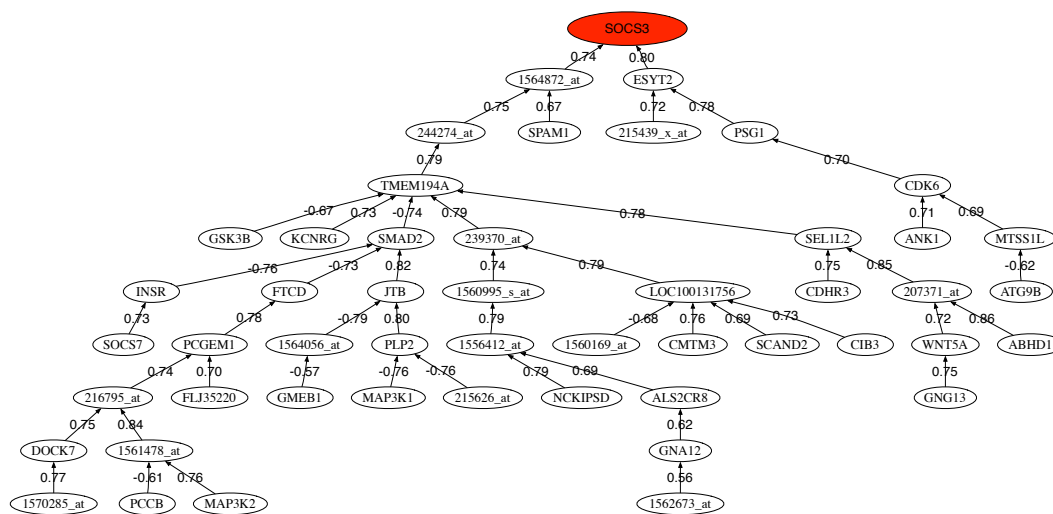 SOCS3
0.74 0.80
1564872_at ESYT2
0.75 0.67 0.72 0.78
244274_at SPAM1 215439_x_at PSG1
0.79 0.70
TMEM194A CDK6
-0.67 0.73 -0.74 0.79 0.78 0.71 0.69
GSK3B KCNRG SMAD2 239370_at SEL1L2 ANK1 MTSS1L
-0.76 -0.73 0.82 0.74 0.79 0.75 0.85 -0.62
INSR FTCD JTB 1560995_s_at LOC100131756 CDHR3 207371_at ATG9B
0.73 0.78 -0.79 0.80 0.79 -0.68 0.76 0.69 0.73 0.72 0.86
SOCS7 PCGEM1 1564056_at PLP2 1556412_at 1560169_at CMTM3 SCAND2 CIB3 WNT5A ABHD1
0.74 0.70 -0.57 -0.76 -0.76 0.79 0.69 0.75
216795_at FLJ35220 GMEB1 MAP3K1 215626_at NCKIPSD ALS2CR8 GNG13
0.75 0.84 0.62
DOCK7 1561478_at GNA12
0.77 -0.61 0.76 0.56
1570285_at PCCB MAP3K2 1562673_at